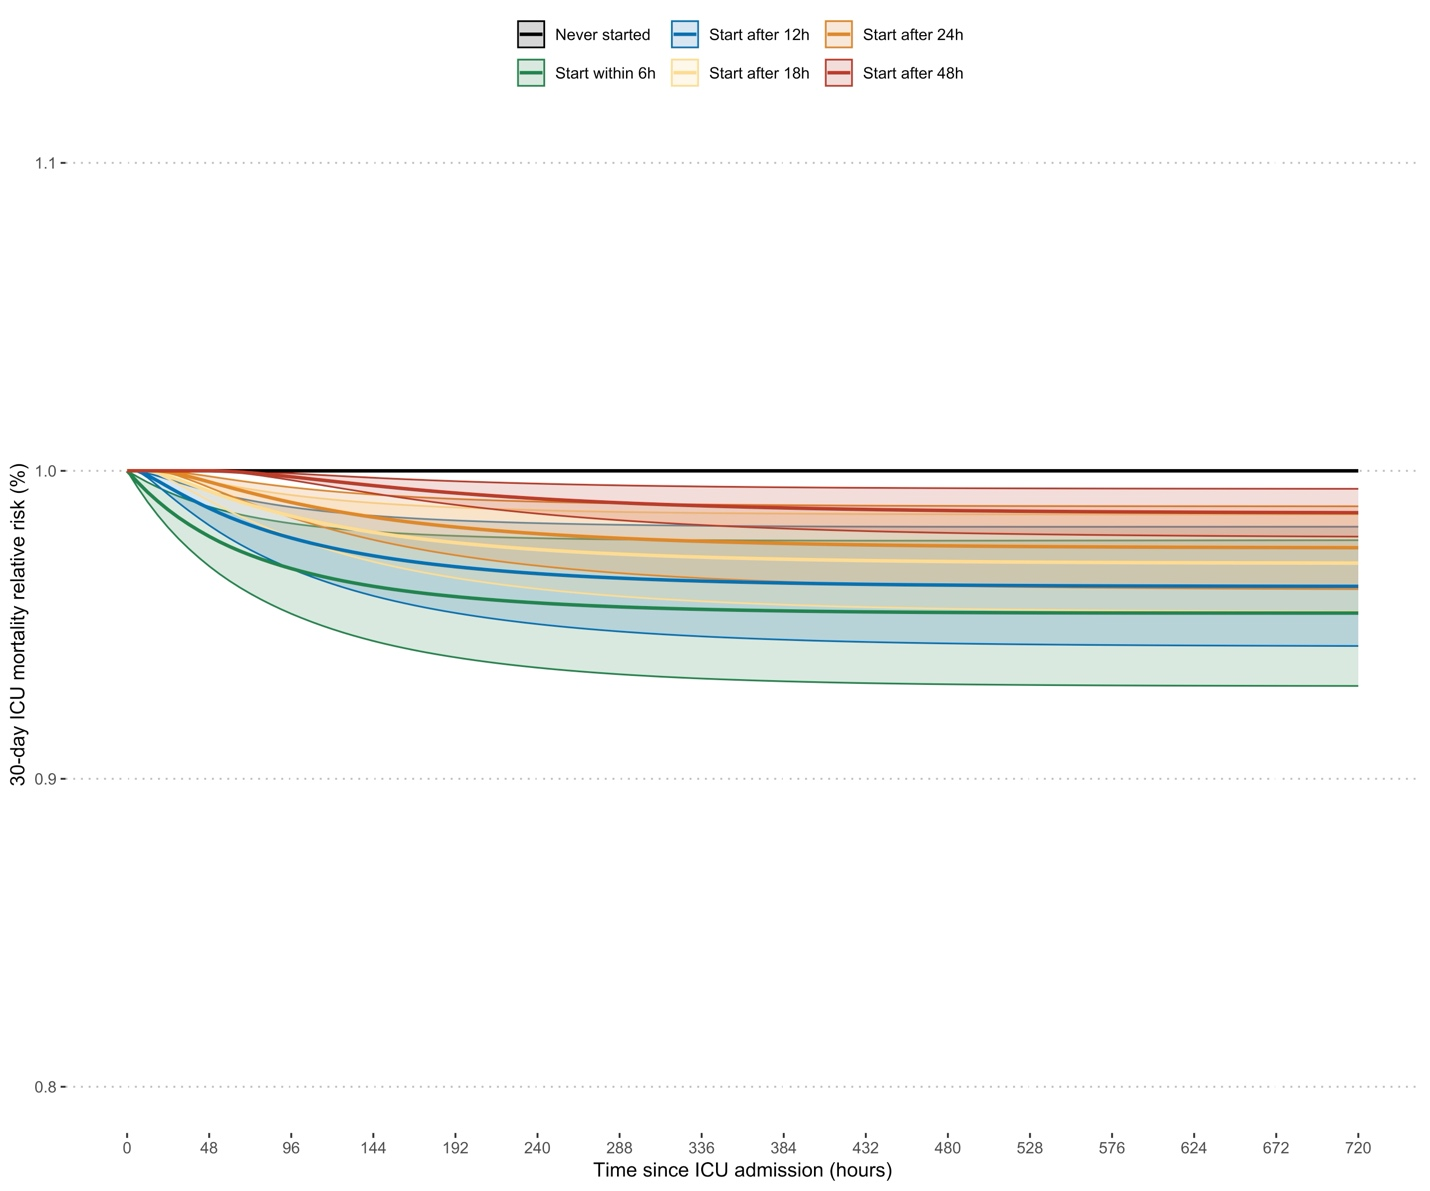 Never started
Start after 12h
Start after 24h
Start within 6h
Start after 18h
Start after 48h
1.1
1.0
0.9
0.8
30-day ICU mortality relative risk (%)
0 48 96 144 192 240 288 336 384 432 480 528 576 624 672 720
Time since ICU admission (hours)